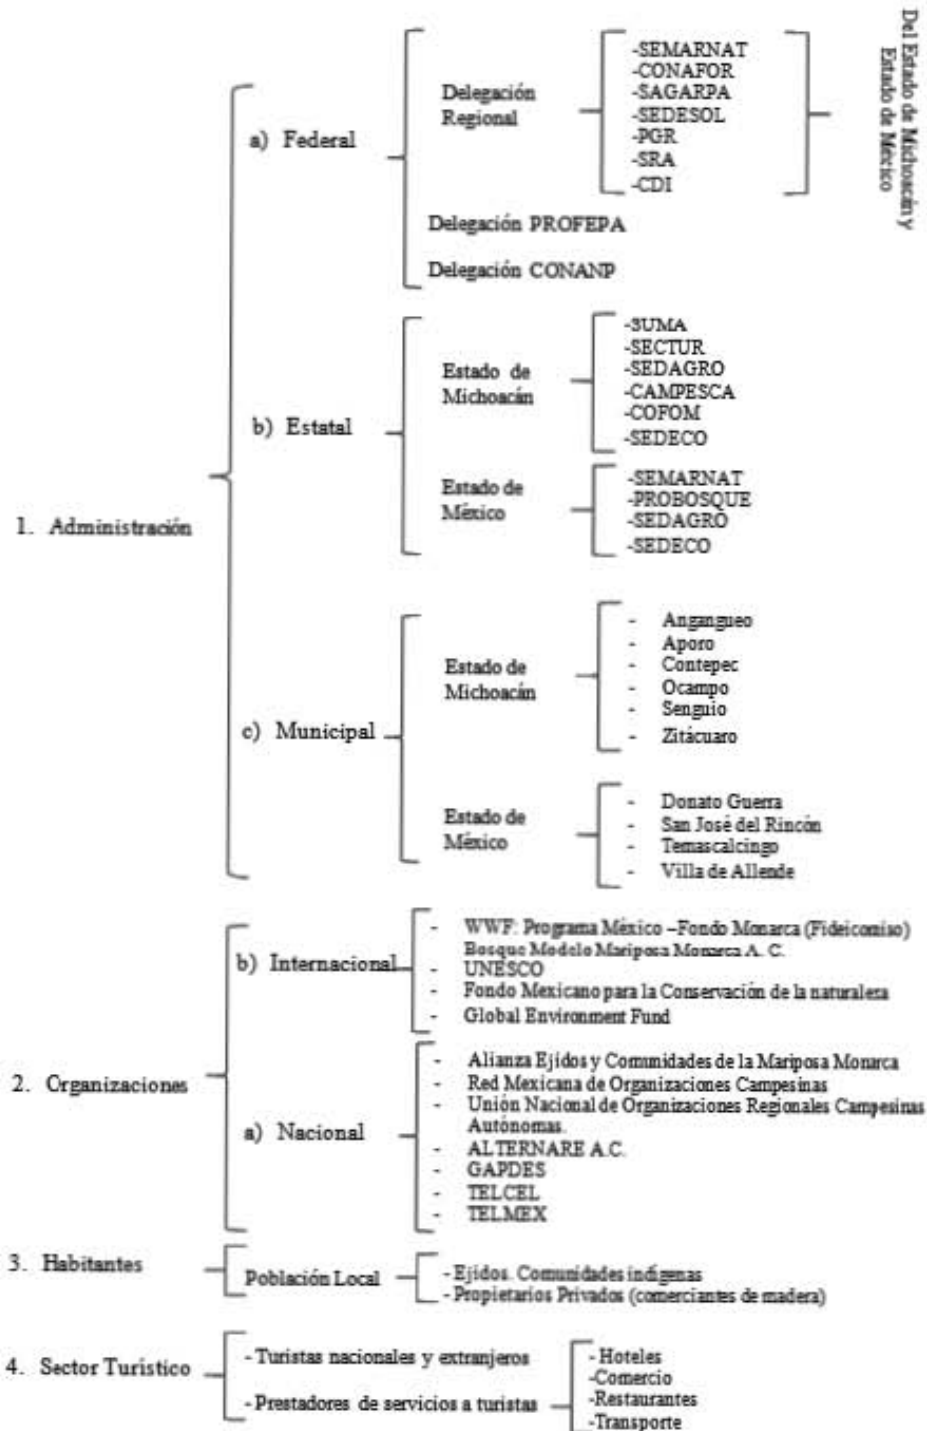 Del Estado de Michoacán y
Estado de México
1. Administración
a) Federal
Delegación
Regional
-SEMARNAT
-CONAFOR
-SAGARPA
-SEDESOL
-PGR
-SRA
-CDI
Delegación PROFEPA
Delegación CONANP
b) Estatal
Estado de
Michoacán
-3UMA
-SECTUR
-SEDAGRO
-CAMPESCA
-COFOM
-SEDECO
Estado de
México
-SEMARNAT
-PROBOSQUE
-SEDAGRO
-SEDECO
c) Municipal
Estado de
Michoacán
- Angangueo
- Aporo
- Contepec
- Ocampo
- Senguio
- Zitácuaro
Estado de
México
- Donato Guerra
- San José del Rincón
- Temascalcingo
- Villa de Allende
2. Organizaciones
b) Internacional
- WWF: Programa México –Fondo Monarca (Fideicomiso)
Bosque Modelo Mariposa Monarca A. C.
- UNESCO
- Fondo Mexicano para la Conservación de la naturaleza
- Global Environment Fund
a) Nacional
- Alianza Ejidos y Comunidades de la Mariposa Monarca
- Red Mexicana de Organizaciones Campesinas
- Unión Nacional de Organizaciones Regionales Campesinas
Autónomas.
- ALTERNARE A.C.
- GAPDES
- TELCEL
- TELMEX
3. Habitantes
Población Local
- Ejidos. Comunidades indígenas
- Propietarios Privados (comerciantes de madera)
4. Sector Turístico
- Turistas nacionales y extranjeros
- Prestadores de servicios a turistas
- Hoteles
-Comercio
-Restaurantes
-Transporte